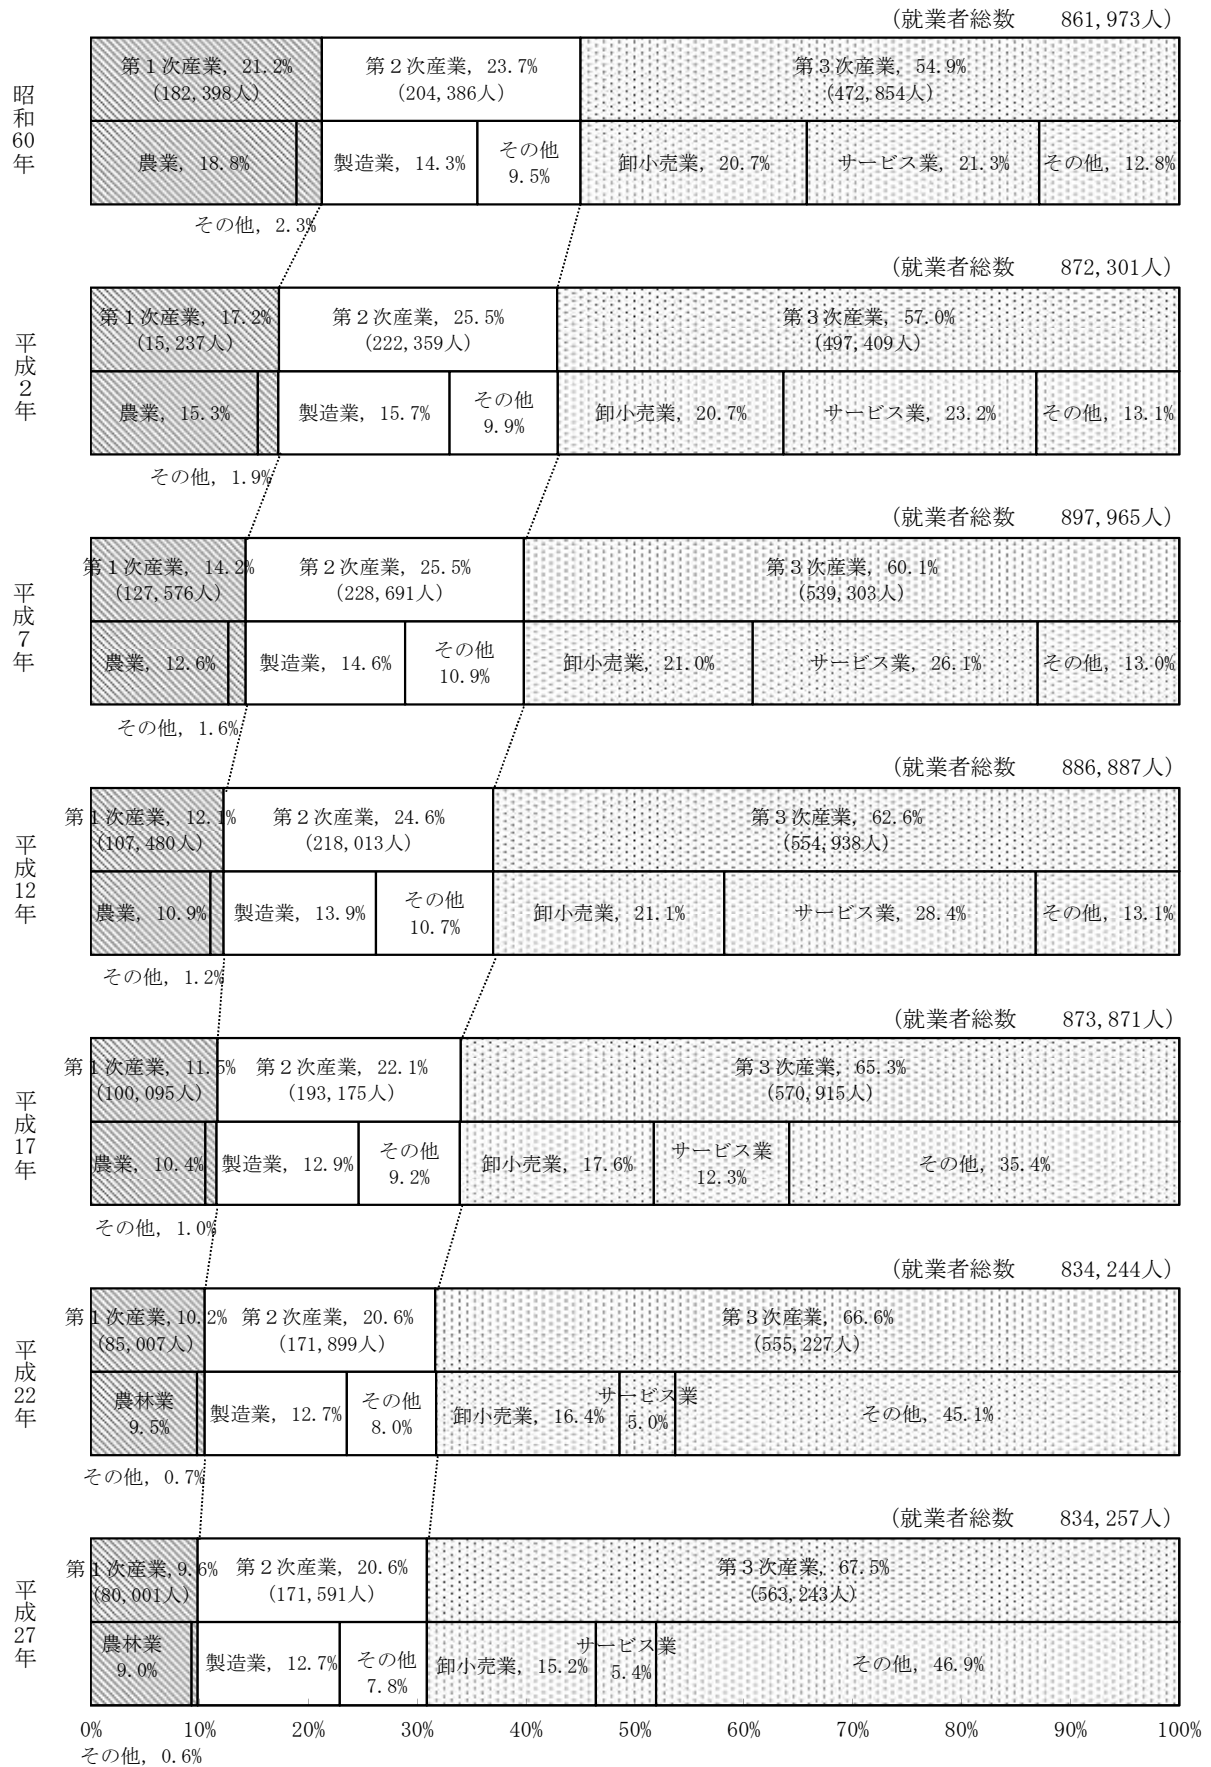 (就業者総数　861,973人)
昭和60年
第１次産業, 21.2%
(182,398人)
第２次産業, 23.7%
(204,386人)
第３次産業, 54.9%
(472,854人)
農業, 18.8%
製造業, 14.3%
その他
9.5%
卸小売業, 20.7%
サービス業, 21.3%
その他, 12.8%
その他, 2.3%
(就業者総数　872,301人)
平成２年
第１次産業, 17.2%
(15,237人)
第２次産業, 25.5%
(222,359人)
第３次産業, 57.0%
(497,409人)
農業, 15.3%
製造業, 15.7%
その他
9.9%
卸小売業, 20.7%
サービス業, 23.2%
その他, 13.1%
その他, 1.9%
(就業者総数　897,965人)
平成７年
第１次産業, 14.2%
(127,576人)
第２次産業, 25.5%
(228,691人)
第３次産業, 60.1%
(539,303人)
農業, 12.6%
製造業, 14.6%
その他
10.9%
卸小売業, 21.0%
サービス業, 26.1%
その他, 13.0%
その他, 1.6%
(就業者総数　886,887人)
平成12年
第１次産業, 12.1%
(107,480人)
第２次産業, 24.6%
(218,013人)
第３次産業, 62.6%
(554,938人)
農業, 10.9%
製造業, 13.9%
その他
10.7%
卸小売業, 21.1%
サービス業, 28.4%
その他, 13.1%
その他, 1.2%
(就業者総数　873,871人)
平成17年
第１次産業, 11.5%
(100,095人)
第２次産業, 22.1%
(193,175人)
第３次産業, 65.3%
(570,915人)
農業, 10.4%
製造業, 12.9%
その他
9.2%
卸小売業, 17.6%
サービス業
12.3%
その他, 35.4%
その他, 1.0%
(就業者総数　834,244人)
平成22年
第１次産業,10.2%
(85,007人)
第２次産業, 20.6%
(171,899人)
第３次産業, 66.6%
(555,227人)
農林業
9.5%
製造業, 12.7%
その他
8.0%
卸小売業, 16.4%
サービス業
5.0%
その他, 45.1%
その他, 0.7%
(就業者総数　834,257人)
平成27年
第１次産業,9.6%
(80,001人)
第２次産業, 20.6%
(171,591人)
第３次産業, 67.5%
(563,243人)
農林業
9.0%
製造業, 12.7%
その他
7.8%
卸小売業, 15.2%
サービス業
5.4%
その他, 46.9%
0% 10% 20% 30% 40% 50% 60% 70% 80% 90% 100%
その他, 0.6%